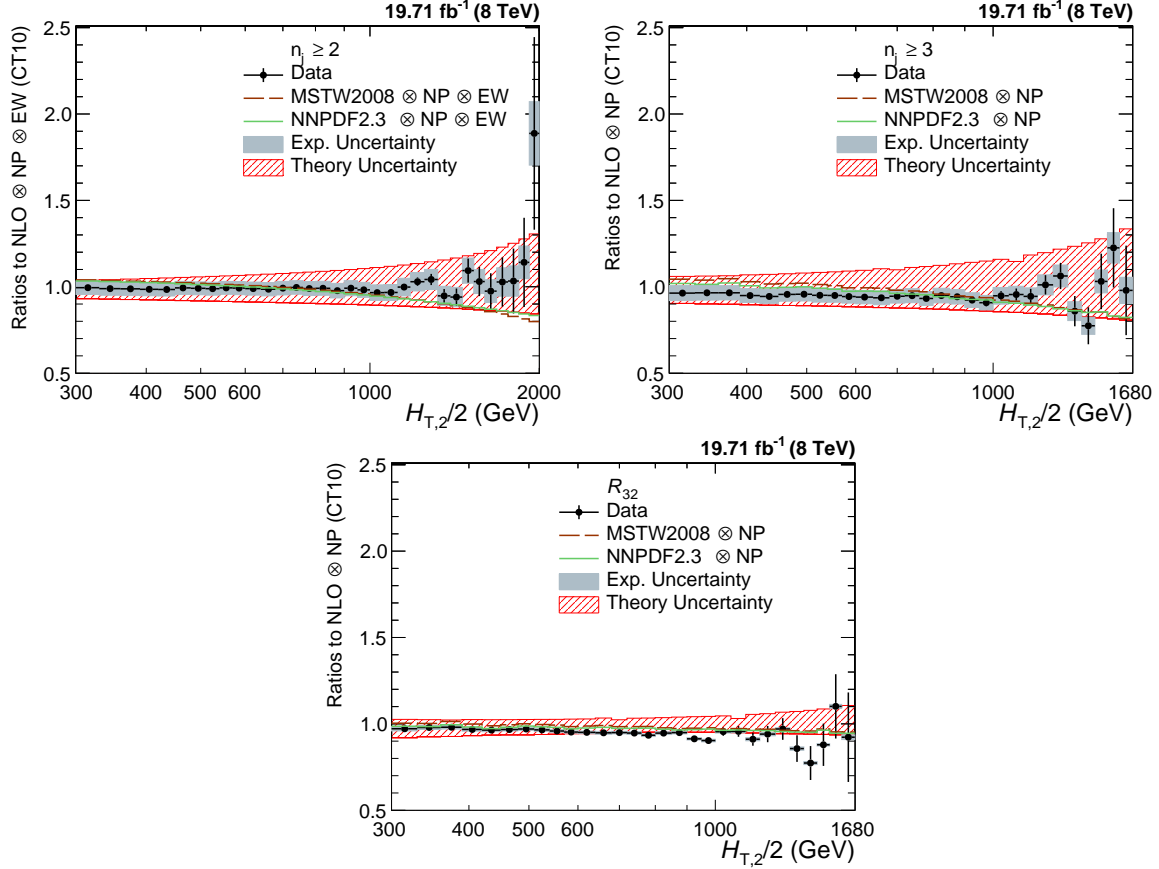 19.71 fb⁻¹ (8 TeV)
Ratios to NLO ⊗ NP ⊗ EW (CT10)
n_j ≥ 2
Data
MSTW2008 ⊗ NP ⊗ EW
NNPDF2.3 ⊗ NP ⊗ EW
Exp. Uncertainty
Theory Uncertainty
2.5
2.0
1.5
1.0
0.5
300 400 500 600 1000 2000
H_T,2/2 (GeV)
19.71 fb⁻¹ (8 TeV)
Ratios to NLO ⊗ NP (CT10)
n_j ≥ 3
Data
MSTW2008 ⊗ NP
NNPDF2.3 ⊗ NP
Exp. Uncertainty
Theory Uncertainty
2.5
2.0
1.5
1.0
0.5
300 400 500 600 1000 1680
H_T,2/2 (GeV)
19.71 fb⁻¹ (8 TeV)
Ratios to NLO ⊗ NP (CT10)
R_32
Data
MSTW2008 ⊗ NP
NNPDF2.3 ⊗ NP
Exp. Uncertainty
Theory Uncertainty
2.5
2.0
1.5
1.0
0.5
300 400 500 600 1000 1680
H_T,2/2 (GeV)